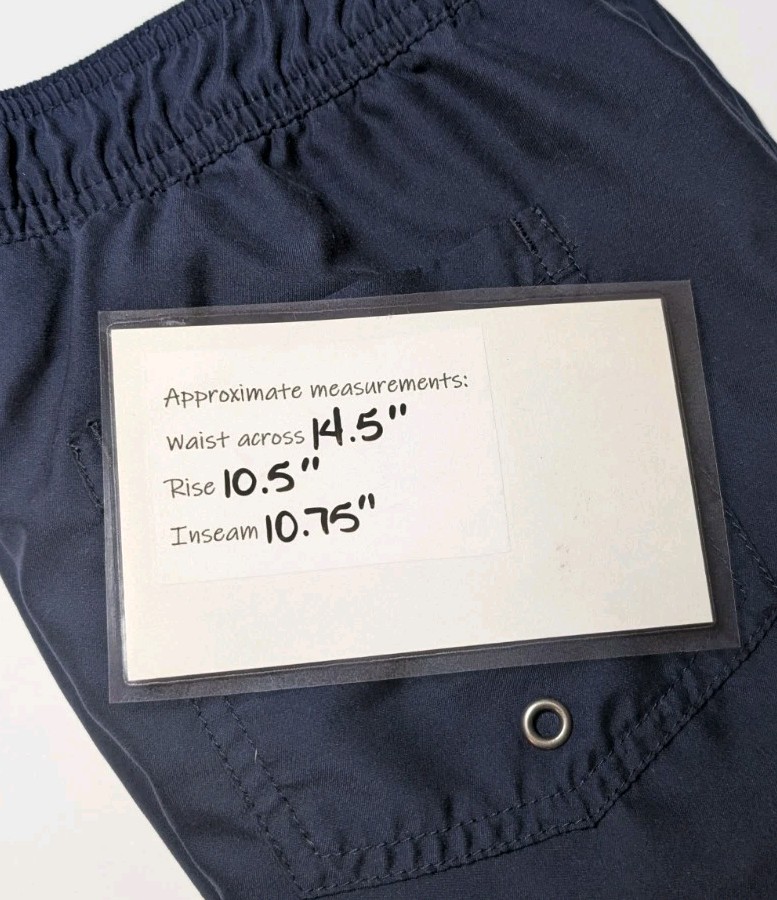 Approximate measurements:
Waist across 14.5"
Rise 10.5"
Inseam 10.75"